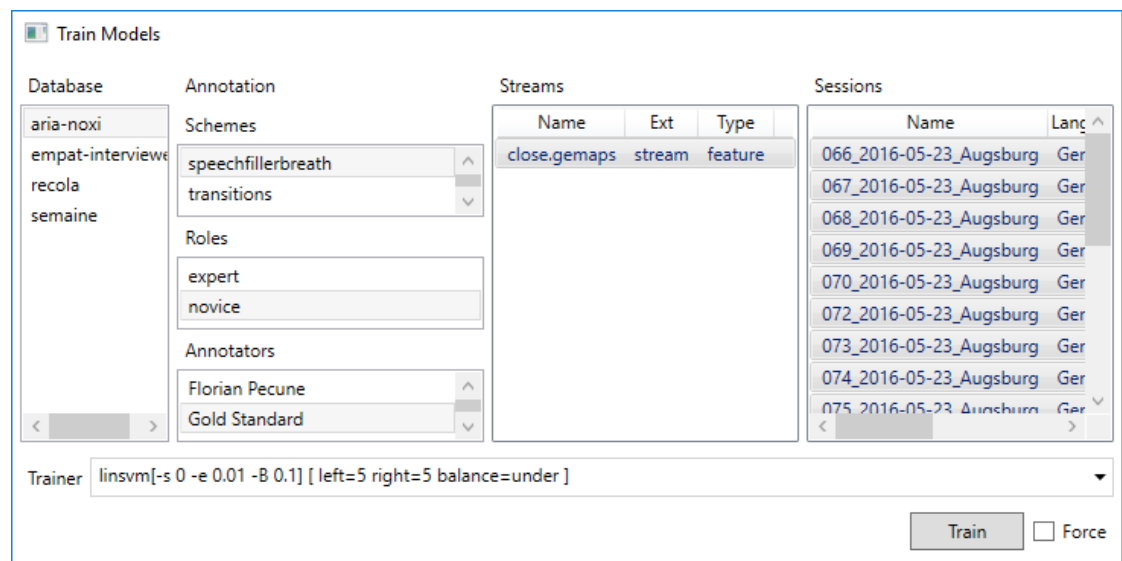 Train Models
Database
aria-noxi
empat-interviewe
recola
semaine
Annotation
Schemes
speechfillerbreath
transitions
Roles
expert
novice
Annotators
Florian Pecune
Gold Standard
Streams
Name Ext Type
close.gemaps stream feature
Sessions
Name Lang
066_2016-05-23_Augsburg Ger
067_2016-05-23_Augsburg Ger
068_2016-05-23_Augsburg Ger
069_2016-05-23_Augsburg Ger
070_2016-05-23_Augsburg Ger
072_2016-05-23_Augsburg Ger
073_2016-05-23_Augsburg Ger
074_2016-05-23_Augsburg Ger
075_2016-05-23_Augsburg Ger
Trainer linsvm[-s 0 -e 0.01 -B 0.1] [ left=5 right=5 balance=under ]
Train Force